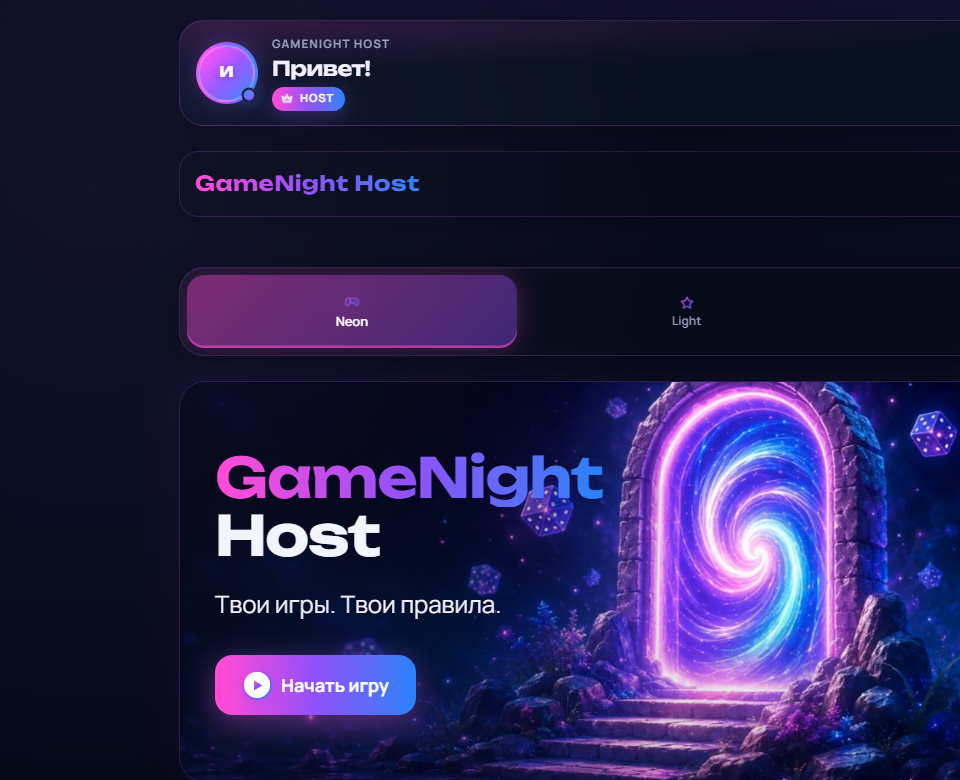 GAMENIGHT HOST
И
Привет!
HOST
GameNight Host
Neon
Light
GameNight
Host
Твои игры. Твои правила.
Начать игру